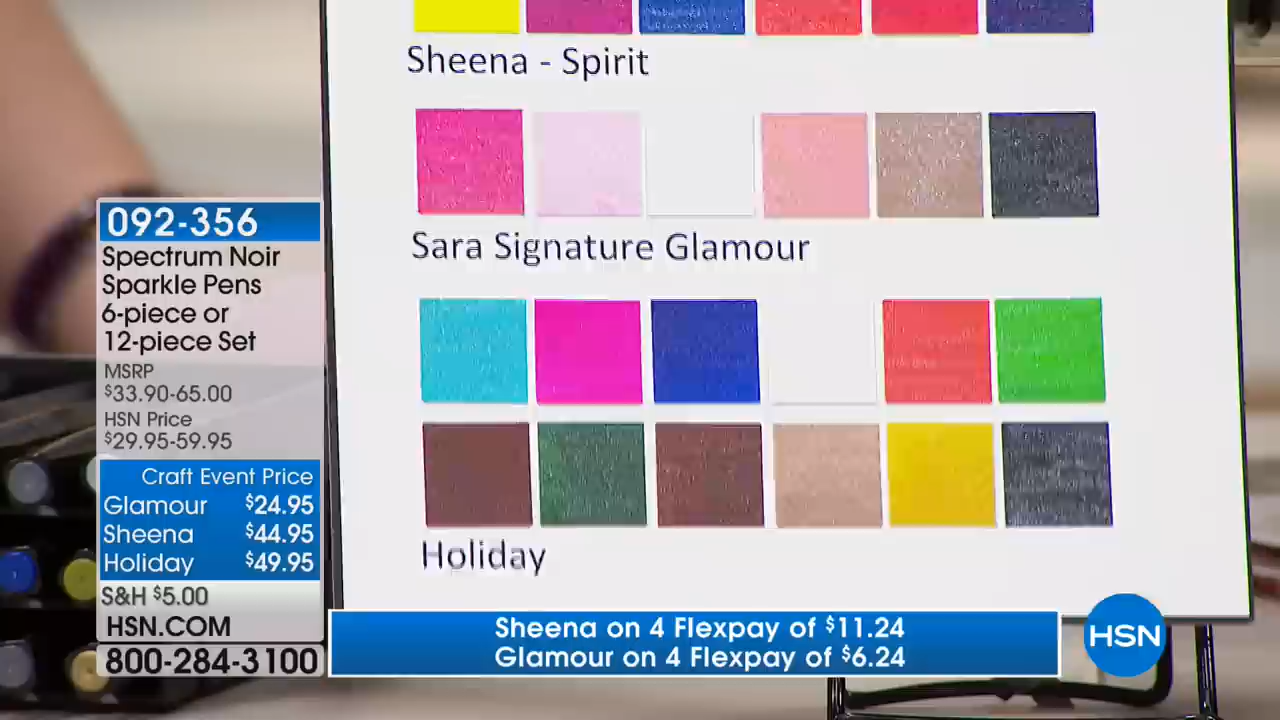 Sheena - Spirit
Sara Signature Glamour
Holiday
092-356
Spectrum Noir
Sparkle Pens
6-piece or
12-piece Set
MSRP
$33.90-65.00
HSN Price
$29.95-59.95
Craft Event Price
Glamour $24.95
Sheena $44.95
Holiday $49.95
S&H $5.00
HSN.COM
800-284-3100
Sheena on 4 Flexpay of $11.24
Glamour on 4 Flexpay of $6.24
HSN